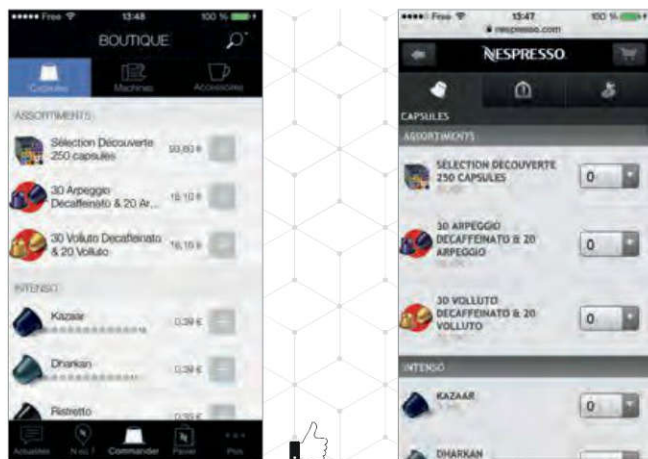 Free 13:48 100 %
BOUTIQUE
Capsules Machines Accessoires
ASSORTIMENTS
Sélection Découverte
250 capsules
30 Arpeggio
Decaffeinato & 20 Ar...
30 Volluto Decaffeinato
& 20 Volluto
INTENSO
Kazaar
0,39 €
Dharkan
0,39 €
Ristretto
Actualités N où ? Commander Panier Plus
Free 13:47 100 %
nespresso.com
NESPRESSO
CAPSULES
ASSORTIMENTS
SÉLECTION DÉCOUVERTE
250 CAPSULES
0
30 ARPEGGIO
DECAFFEINATO & 20
ARPEGGIO
0
30 VOLLUTO
DECAFFEINATO & 20
VOLLUTO
0
INTENSO
KAZAAR
0
DHARKAN